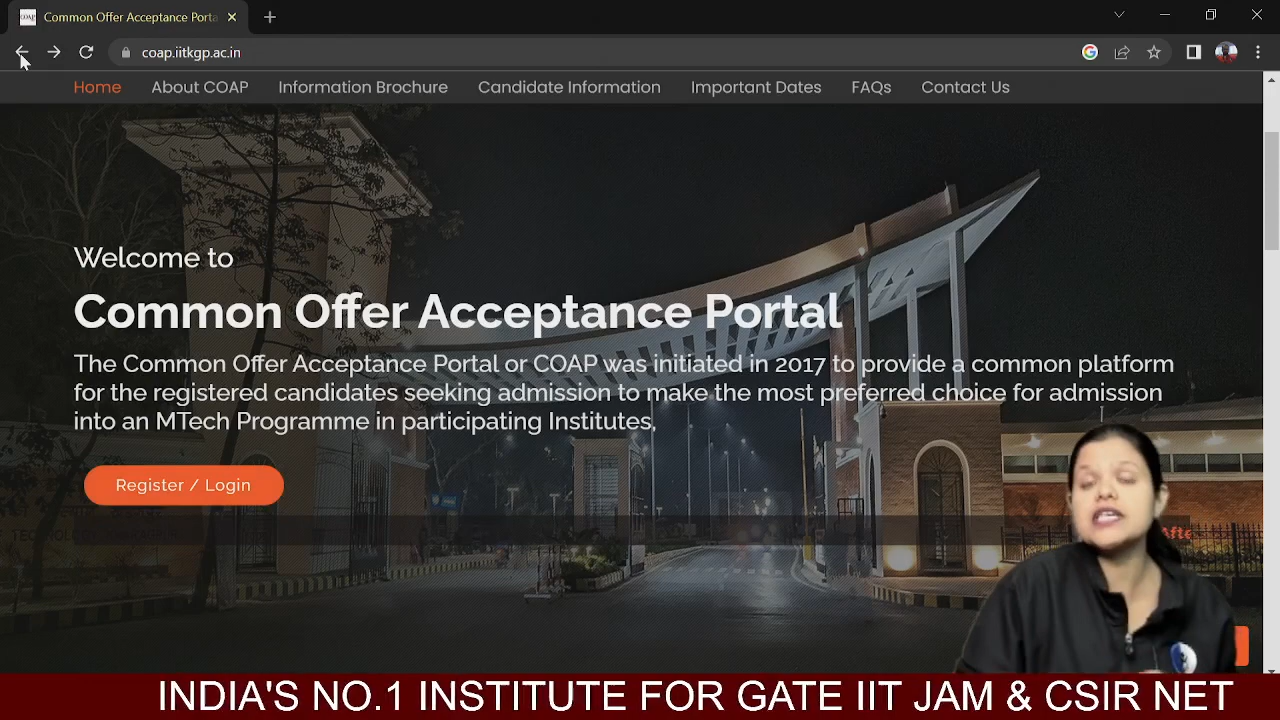 COAP Common Offer Acceptance Porta
coap.iitkgp.ac.in
Home About COAP Information Brochure Candidate Information Important Dates FAQs Contact Us
Welcome to
Common Offer Acceptance Portal
The Common Offer Acceptance Portal or COAP was initiated in 2017 to provide a common platform
for the registered candidates seeking admission to make the most preferred choice for admission
into an MTech Programme in participating Institutes,
Register / Login
After
INDIA'S NO.1 INSTITUTE FOR GATE IIT JAM & CSIR NET